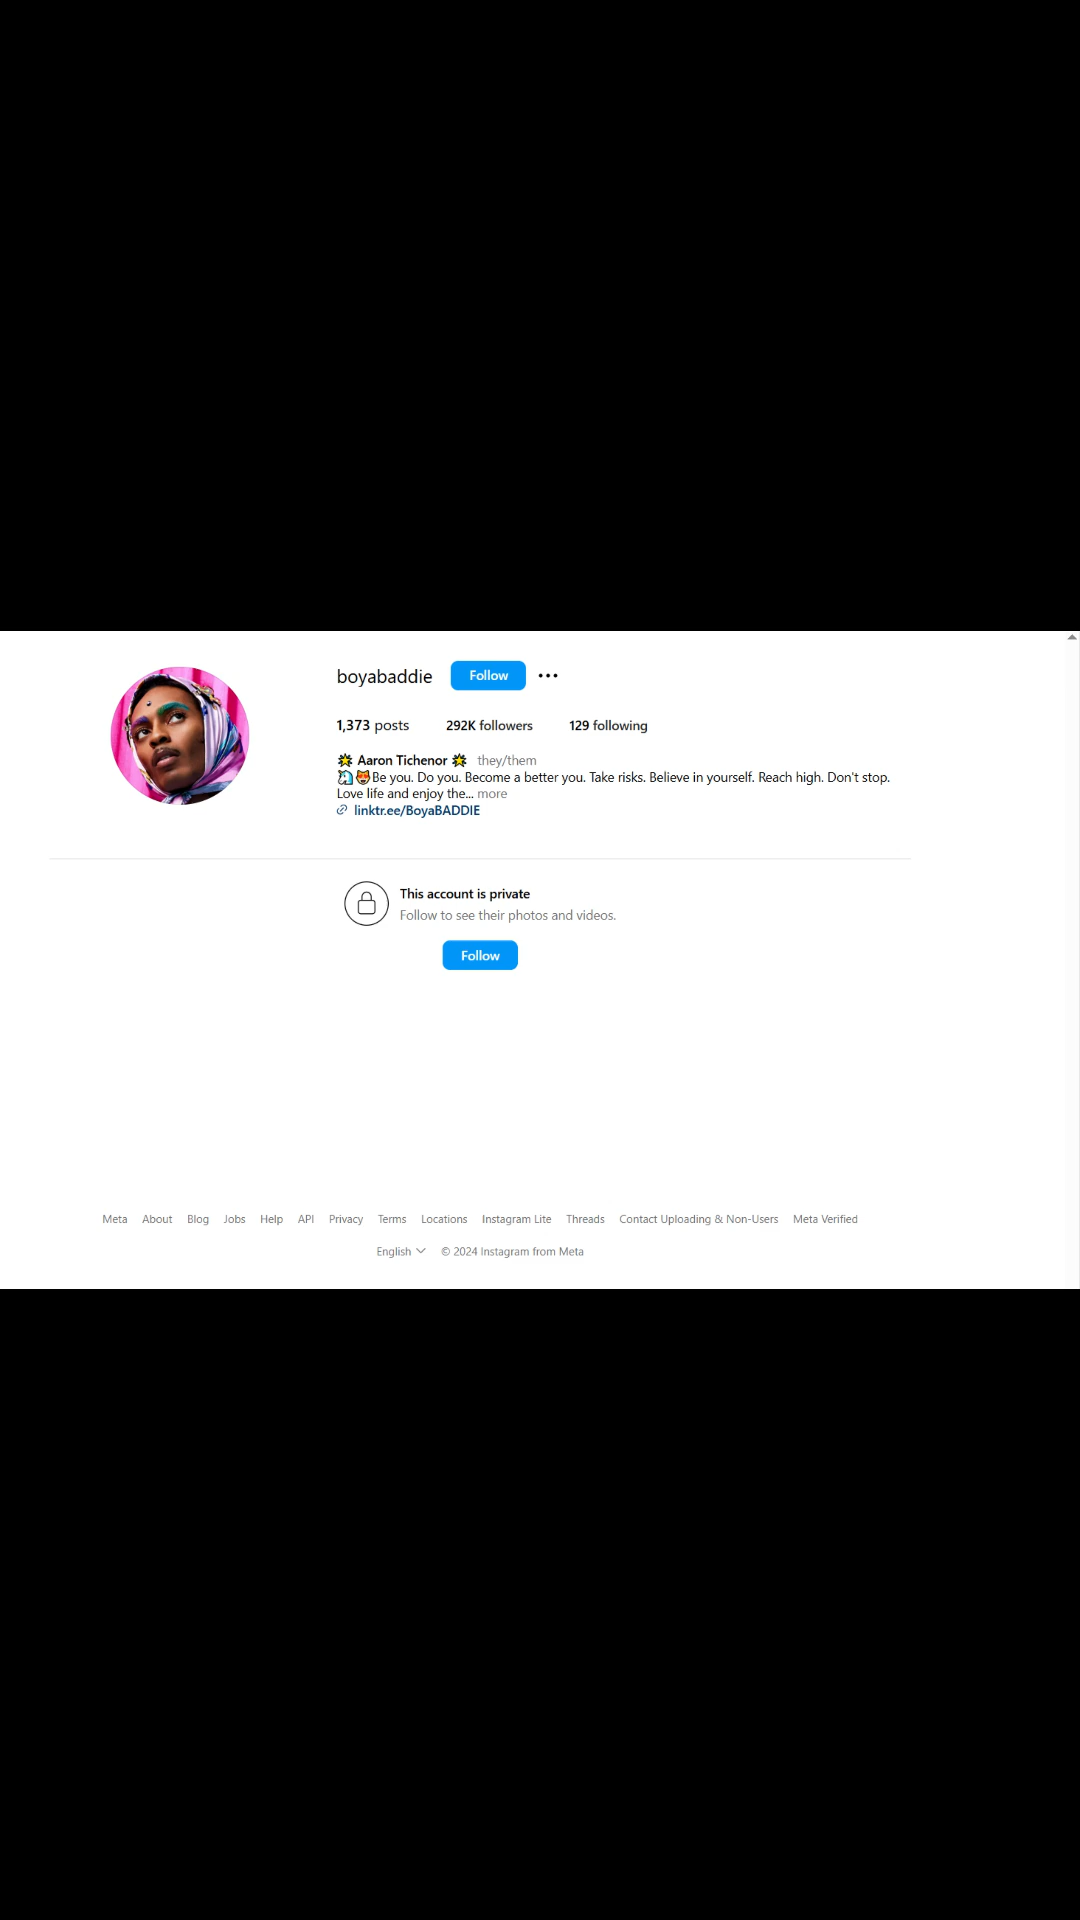 boyabaddie Follow
1,373 posts 292K followers 129 following
🌟 Aaron Tichenor 🌟 they/them
🦄😻Be you. Do you. Become a better you. Take risks. Believe in yourself. Reach high. Don't stop.
Love life and enjoy the... more
linktr.ee/BoyaBADDIE
This account is private
Follow to see their photos and videos.
Follow
Meta About Blog Jobs Help API Privacy Terms Locations Instagram Lite Threads Contact Uploading & Non-Users Meta Verified
English © 2024 Instagram from Meta